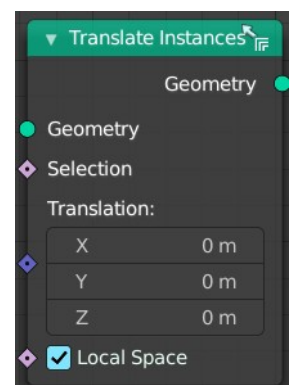 Translate Instances
Geometry
Geometry
Selection
Translation:
X 0 m
Y 0 m
Z 0 m
Local Space